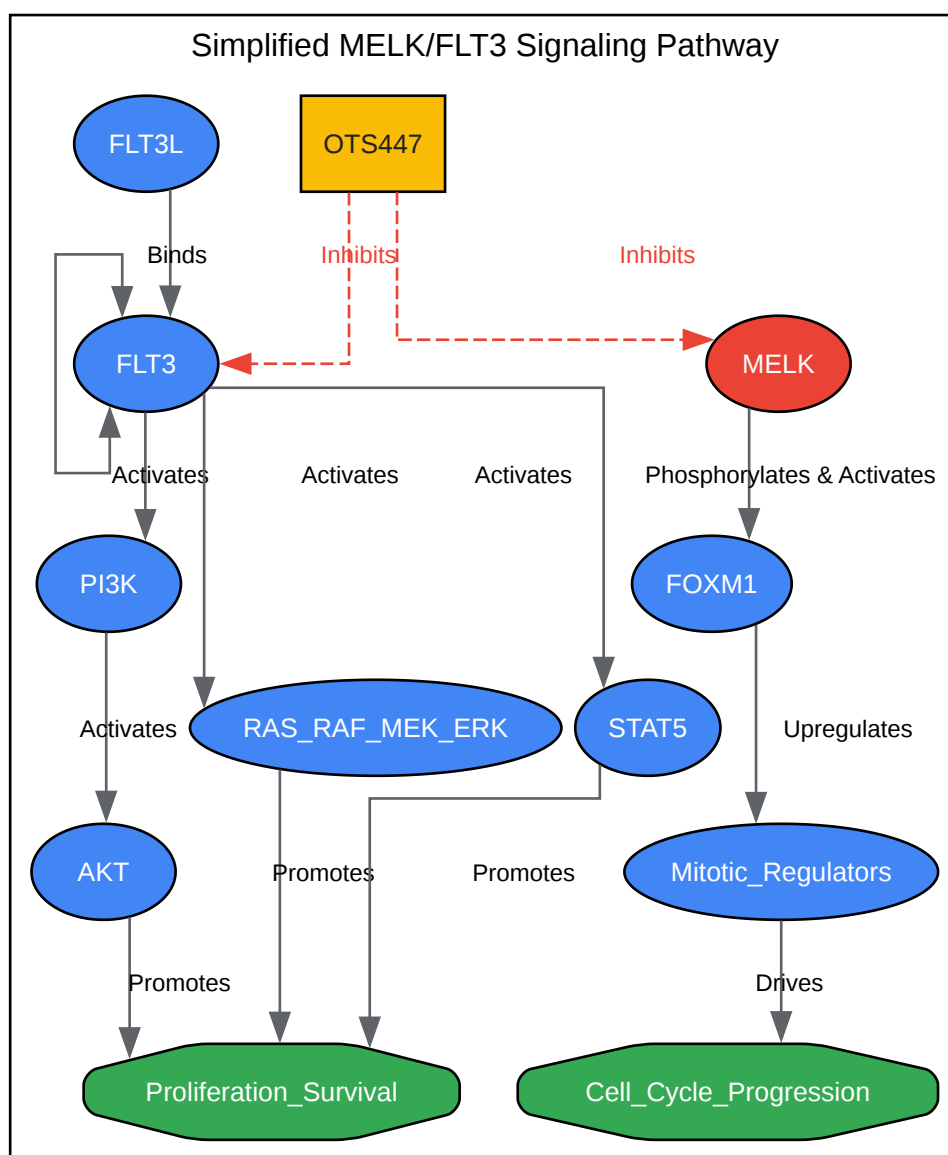 Simplified MELK/FLT3 Signaling Pathway
FLT3L
OTS447
Binds
Inhibits
Inhibits
FLT3
MELK
Activates
Activates
Activates
Phosphorylates & Activates
PI3K
FOXM1
Activates
RAS_RAF_MEK_ERK
STAT5
Upregulates
AKT
Promotes
Promotes
Mitotic_Regulators
Promotes
Drives
Proliferation_Survival
Cell_Cycle_Progression